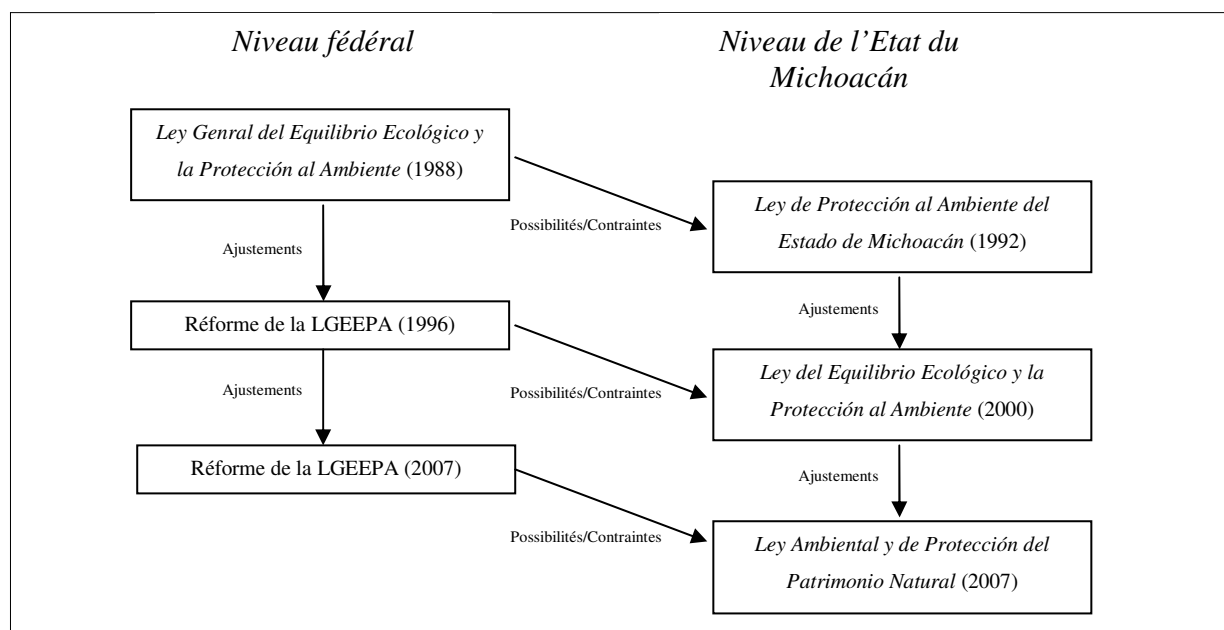 Niveau fédéral
Niveau de l’Etat du
Michoacán
Ley Genral del Equilibrio Ecológico y
la Protección al Ambiente (1988)
Possibilités/Contraintes
Ley de Protección al Ambiente del
Estado de Michoacán (1992)
Ajustements
Ajustements
Réforme de la LGEEPA (1996)
Possibilités/Contraintes
Ley del Equilibrio Ecológico y la
Protección al Ambiente (2000)
Ajustements
Réforme de la LGEEPA (2007)
Ajustements
Possibilités/Contraintes
Ley Ambiental y de Protección del
Patrimonio Natural (2007)